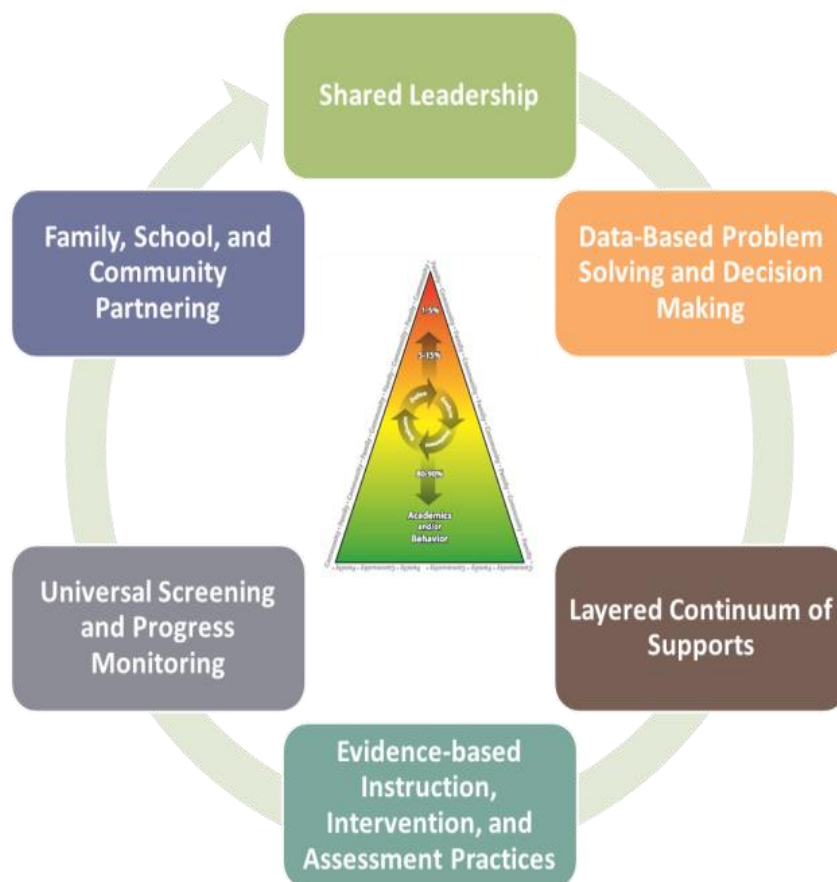 Shared Leadership
Data-Based Problem
Solving and Decision
Making
Layered Continuum of
Supports
Evidence-based
Instruction,
Intervention, and
Assessment Practices
Universal Screening
and Progress
Monitoring
Family, School, and
Community
Partnering
1-5%
5-15%
80-90%
Academics
and/or
Behavior